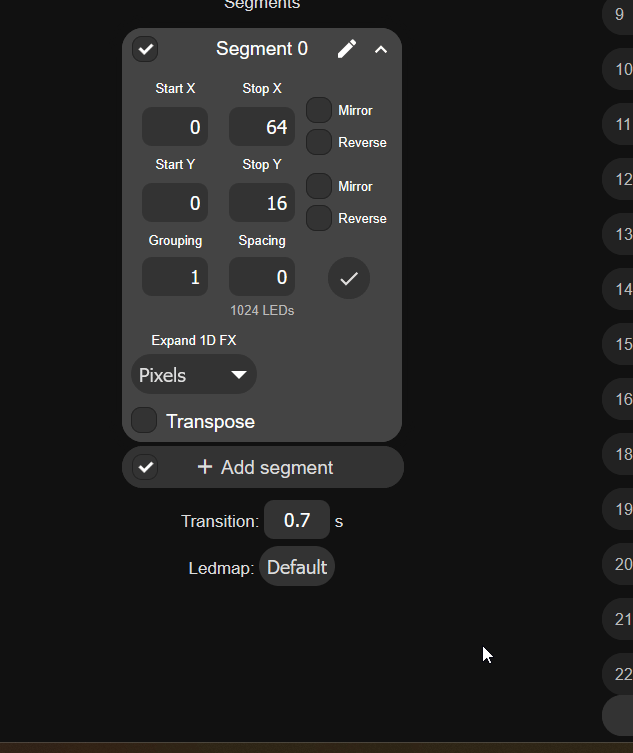 Segments
Segment 0
Start X
Stop X
0
64
Mirror
Reverse
Start Y
Stop Y
0
16
Mirror
Reverse
Grouping
Spacing
1
0
1024 LEDs
Expand 1D FX
Pixels
Transpose
+ Add segment
Transition: 0.7 s
Ledmap: Default
9
10
11
12
13
14
15
16
18
19
20
21
22